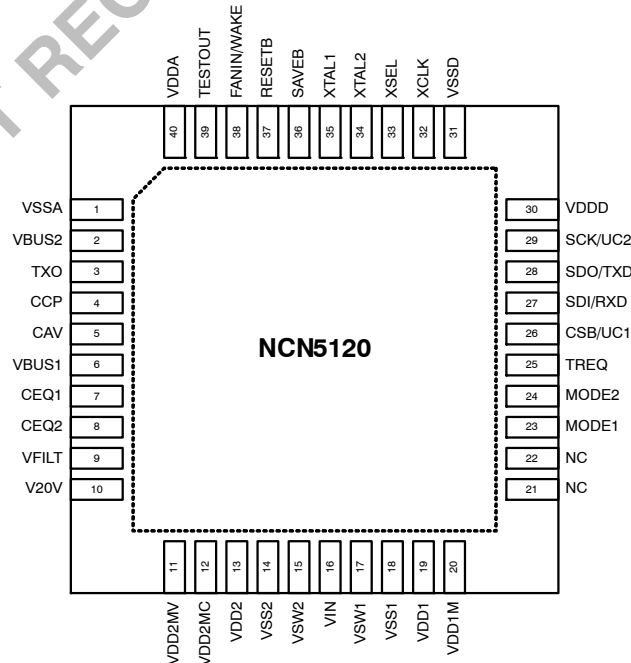 T REC
VDDA
TESTOUT
FANIN/WAKE
RESETB
SAVEB
XTAL1
XTAL2
XSEL
XCLK
VSSD
40
39
38
37
36
35
34
33
32
31
VSSA 1
VBUS2 2
TXO 3
CCP 4
CAV 5
VBUS1 6
CEQ1 7
CEQ2 8
VFILT 9
V20V 10
NCN5120
30 VDDD
29 SCK/UC2
28 SDO/TXD
27 SDI/RXD
26 CSB/UC1
25 TREQ
24 MODE2
23 MODE1
22 NC
21 NC
11
12
13
14
15
16
17
18
19
20
VDD2MV
VDD2MC
VDD2
VSS2
VSW2
VIN
VSW1
VSS1
VDD1
VDD1M